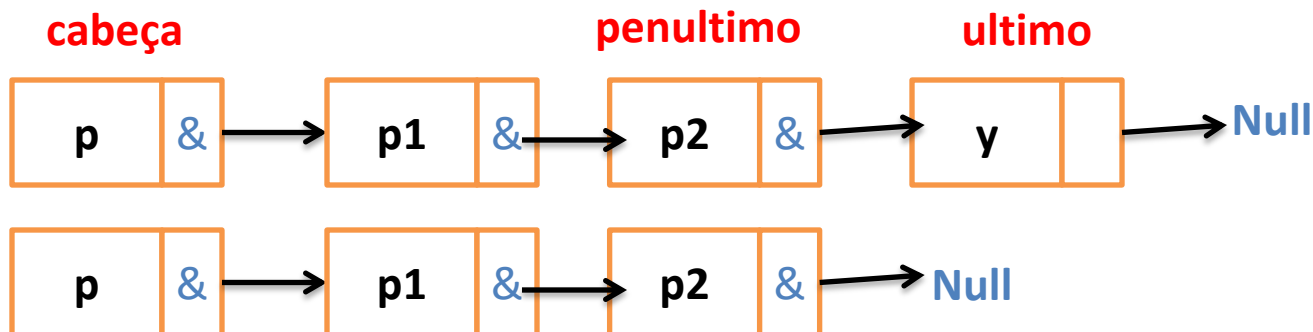 cabeça penultimo ultimo
p & p1 & p2 & y Null
p & p1 & p2 & Null